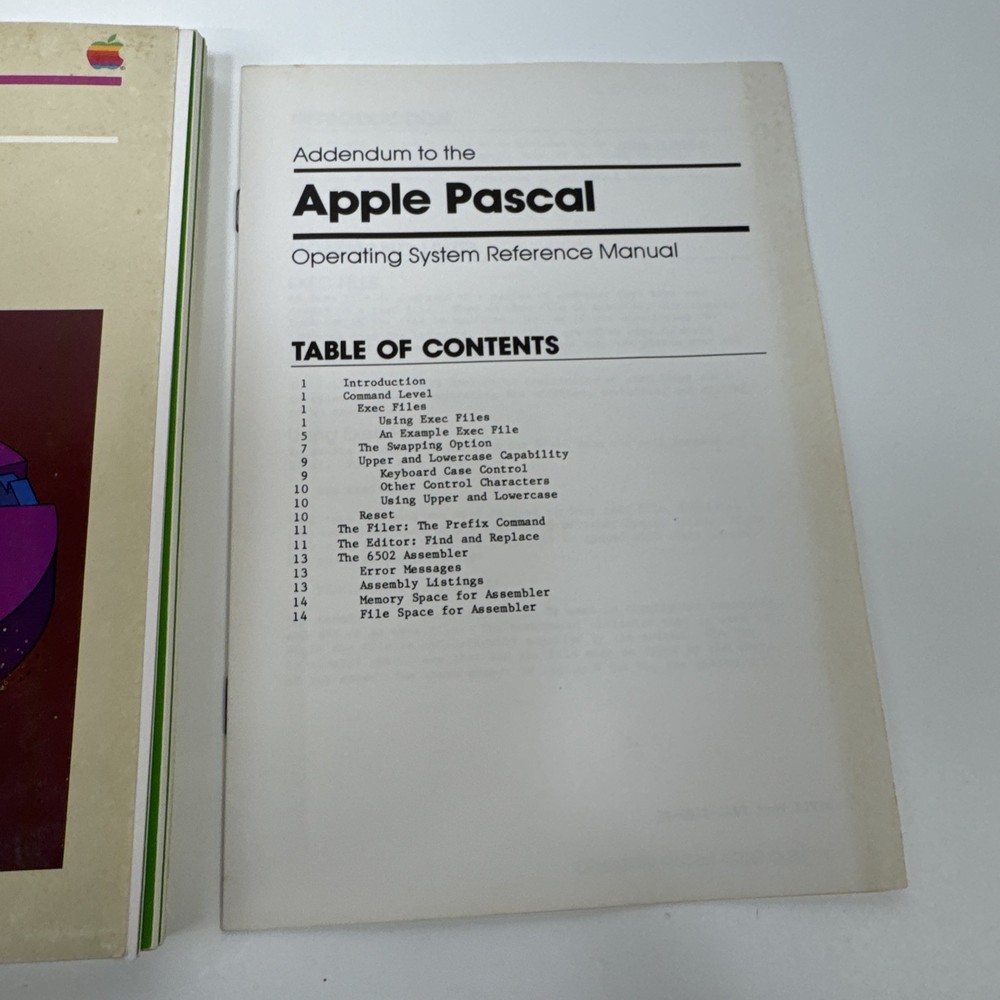 Addendum to the
Apple Pascal
Operating System Reference Manual
TABLE OF CONTENTS
1 Introduction
1 Command Level
1 Exec Files
1 Using Exec Files
5 An Example Exec File
7 The Swapping Option
9 Upper and Lowercase Capability
9 Keyboard Case Control
10 Other Control Characters
10 Using Upper and Lowercase
10 Reset
11 The Filer: The Prefix Command
11 The Editor: Find and Replace
13 The 6502 Assembler
13 Error Messages
13 Assembly Listings
14 Memory Space for Assembler
14 File Space for Assembler